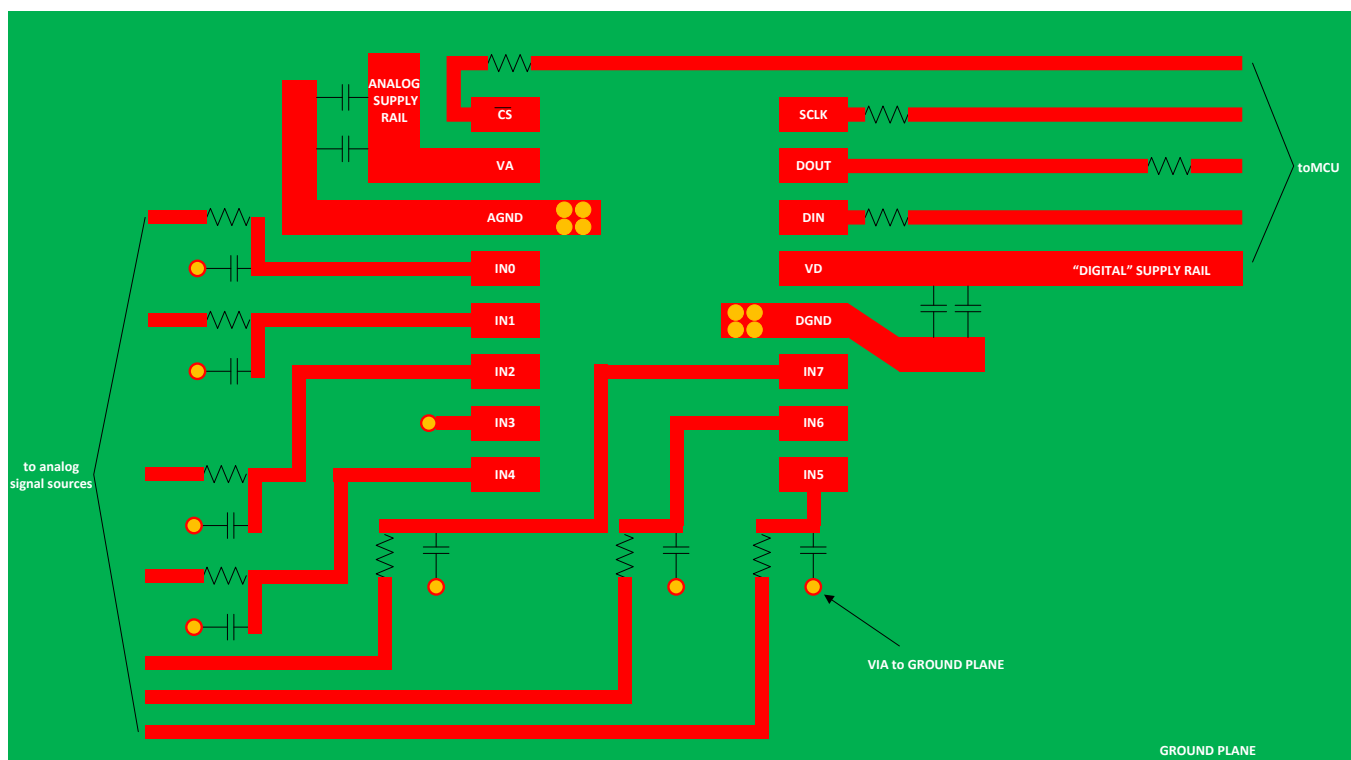 ANALOG
SUPPLY
RAIL
CS
SCLK
VA
DOUT
toMCU
AGND
DIN
IN0
VD
“DIGITAL” SUPPLY RAIL
IN1
DGND
IN2
IN7
IN3
IN6
to analog
signal sources
IN4
IN5
VIA to GROUND PLANE
GROUND PLANE